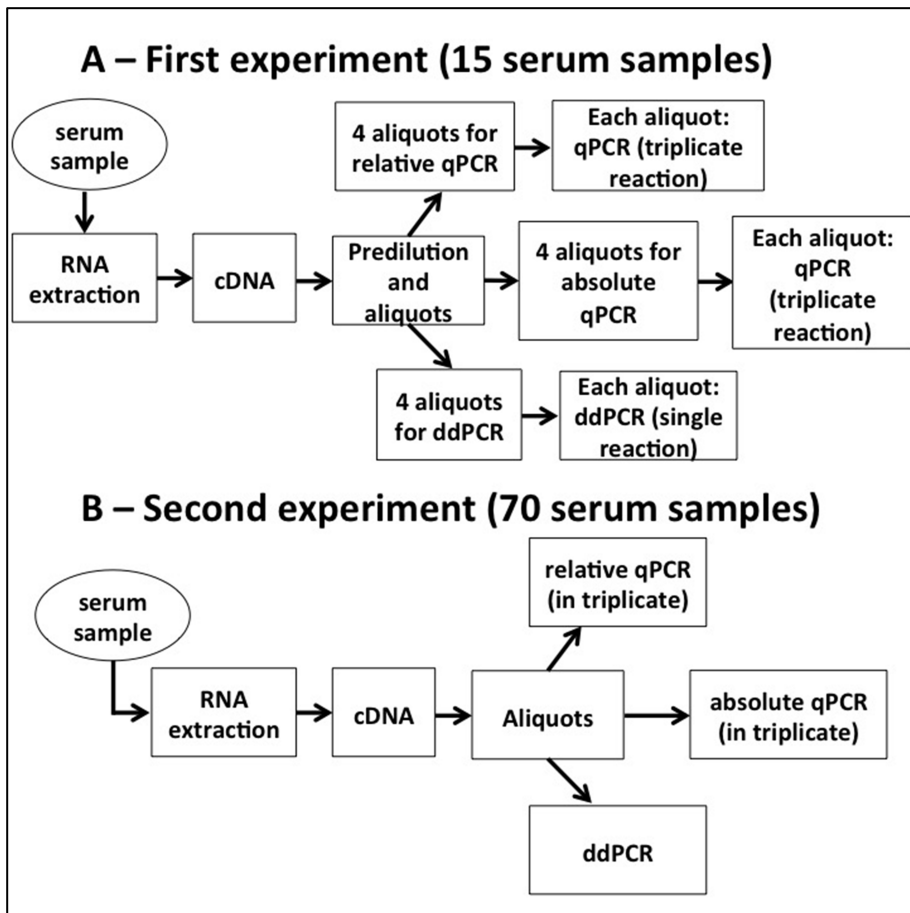 A – First experiment (15 serum samples)
serum
sample
4 aliquots for
relative qPCR
Each aliquot:
qPCR (triplicate
reaction)
RNA
extraction
cDNA
Predilution
and
aliquots
4 aliquots for
absolute
qPCR
Each aliquot:
qPCR
(triplicate
reaction)
4 aliquots
for ddPCR
Each aliquot:
ddPCR (single
reaction)
B – Second experiment (70 serum samples)
serum
sample
relative qPCR
(in triplicate)
RNA
extraction
cDNA
Aliquots
absolute qPCR
(in triplicate)
ddPCR